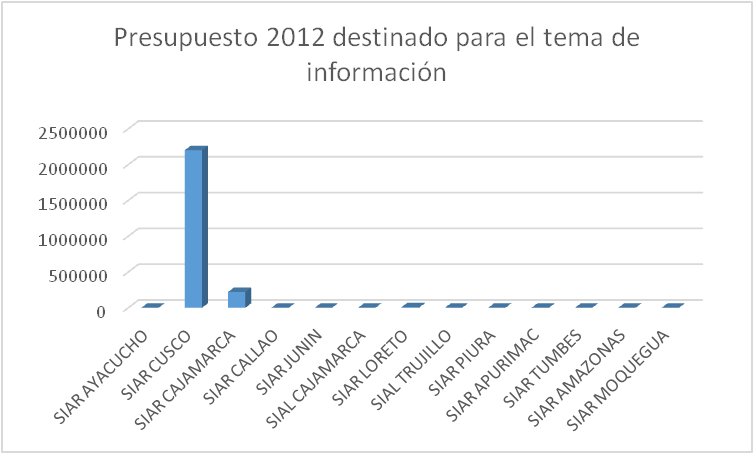 Presupuesto 2012 destinado para el tema de
información
2500000
2000000
1500000
1000000
500000
0
SIAR AYACUCHO
SIAR CUSCO
SIAR CAJAMARCA
SIAR CALLAO
SIAR JUNIN
SIAL CAJAMARCA
SIAR LORETO
SIAL TRUJILLO
SIAR PIURA
SIAR APURIMAC
SIAR TUMBES
SIAR AMAZONAS
SIAR MOQUEGUA